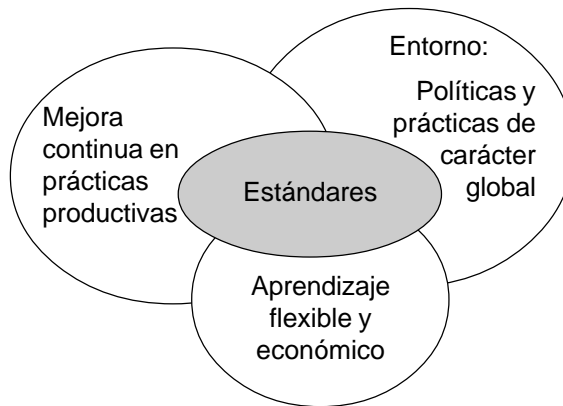 Mejora
continua en
prácticas
productivas
Entorno:
Políticas y
prácticas de
carácter
global
Estándares
Aprendizaje
flexible y
económico